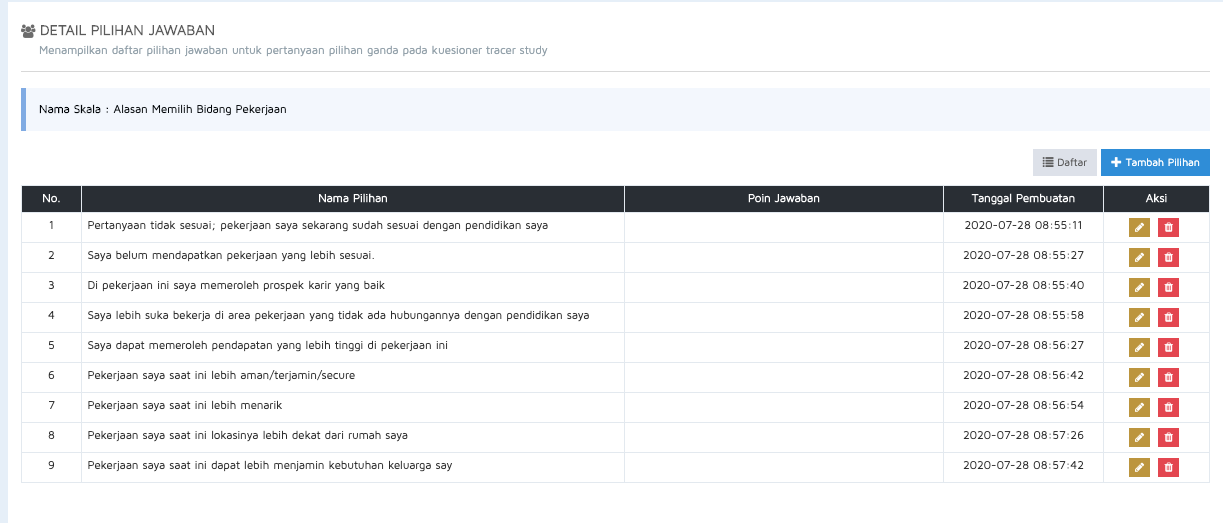 DETAIL PILIHAN JAWABAN
Menampilkan daftar pilihan jawaban untuk pertanyaan pilihan ganda pada kuesioner tracer study
Nama Skala : Alasan Memilih Bidang Pekerjaan
Daftar Tambah Pilihan
No. Nama Pilihan Poin Jawaban Tanggal Pembuatan Aksi
1 Pertanyaan tidak sesuai; pekerjaan saya sekarang sudah sesuai dengan pendidikan saya 2020-07-28 08:55:11
2 Saya belum mendapatkan pekerjaan yang lebih sesuai. 2020-07-28 08:55:27
3 Di pekerjaan ini saya memeroleh prospek karir yang baik 2020-07-28 08:55:40
4 Saya lebih suka bekerja di area pekerjaan yang tidak ada hubungannya dengan pendidikan saya 2020-07-28 08:55:58
5 Saya dapat memeroleh pendapatan yang lebih tinggi di pekerjaan ini 2020-07-28 08:56:27
6 Pekerjaan saya saat ini lebih aman/terjamin/secure 2020-07-28 08:56:42
7 Pekerjaan saya saat ini lebih menarik 2020-07-28 08:56:54
8 Pekerjaan saya saat ini lokasinya lebih dekat dari rumah saya 2020-07-28 08:57:26
9 Pekerjaan saya saat ini dapat lebih menjamin kebutuhan keluarga say 2020-07-28 08:57:42